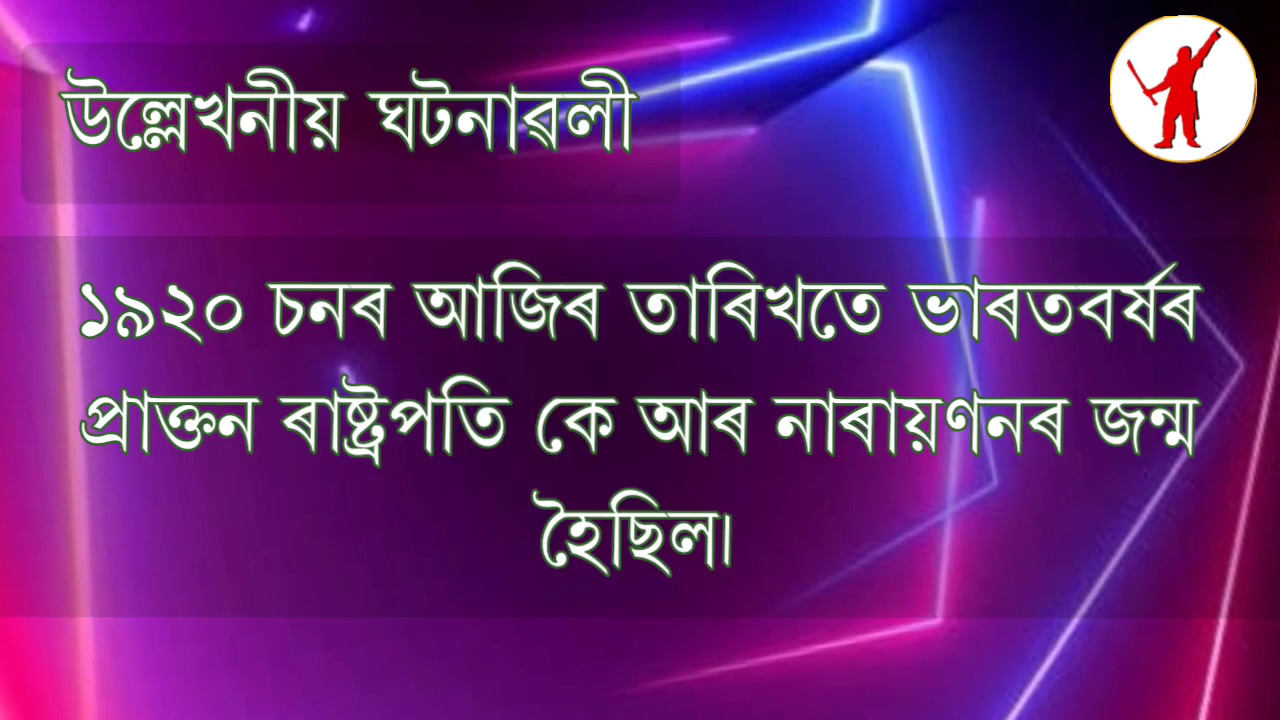 উল্লেখনীয় ঘটনাৱলী
১৯২০ চনৰ আজিৰ তাৰিখতে ভাৰতবৰ্ষৰ
প্ৰাক্তন ৰাষ্ট্ৰপতি কে আৰ নাৰায়ণনৰ জন্ম
হৈছিল।